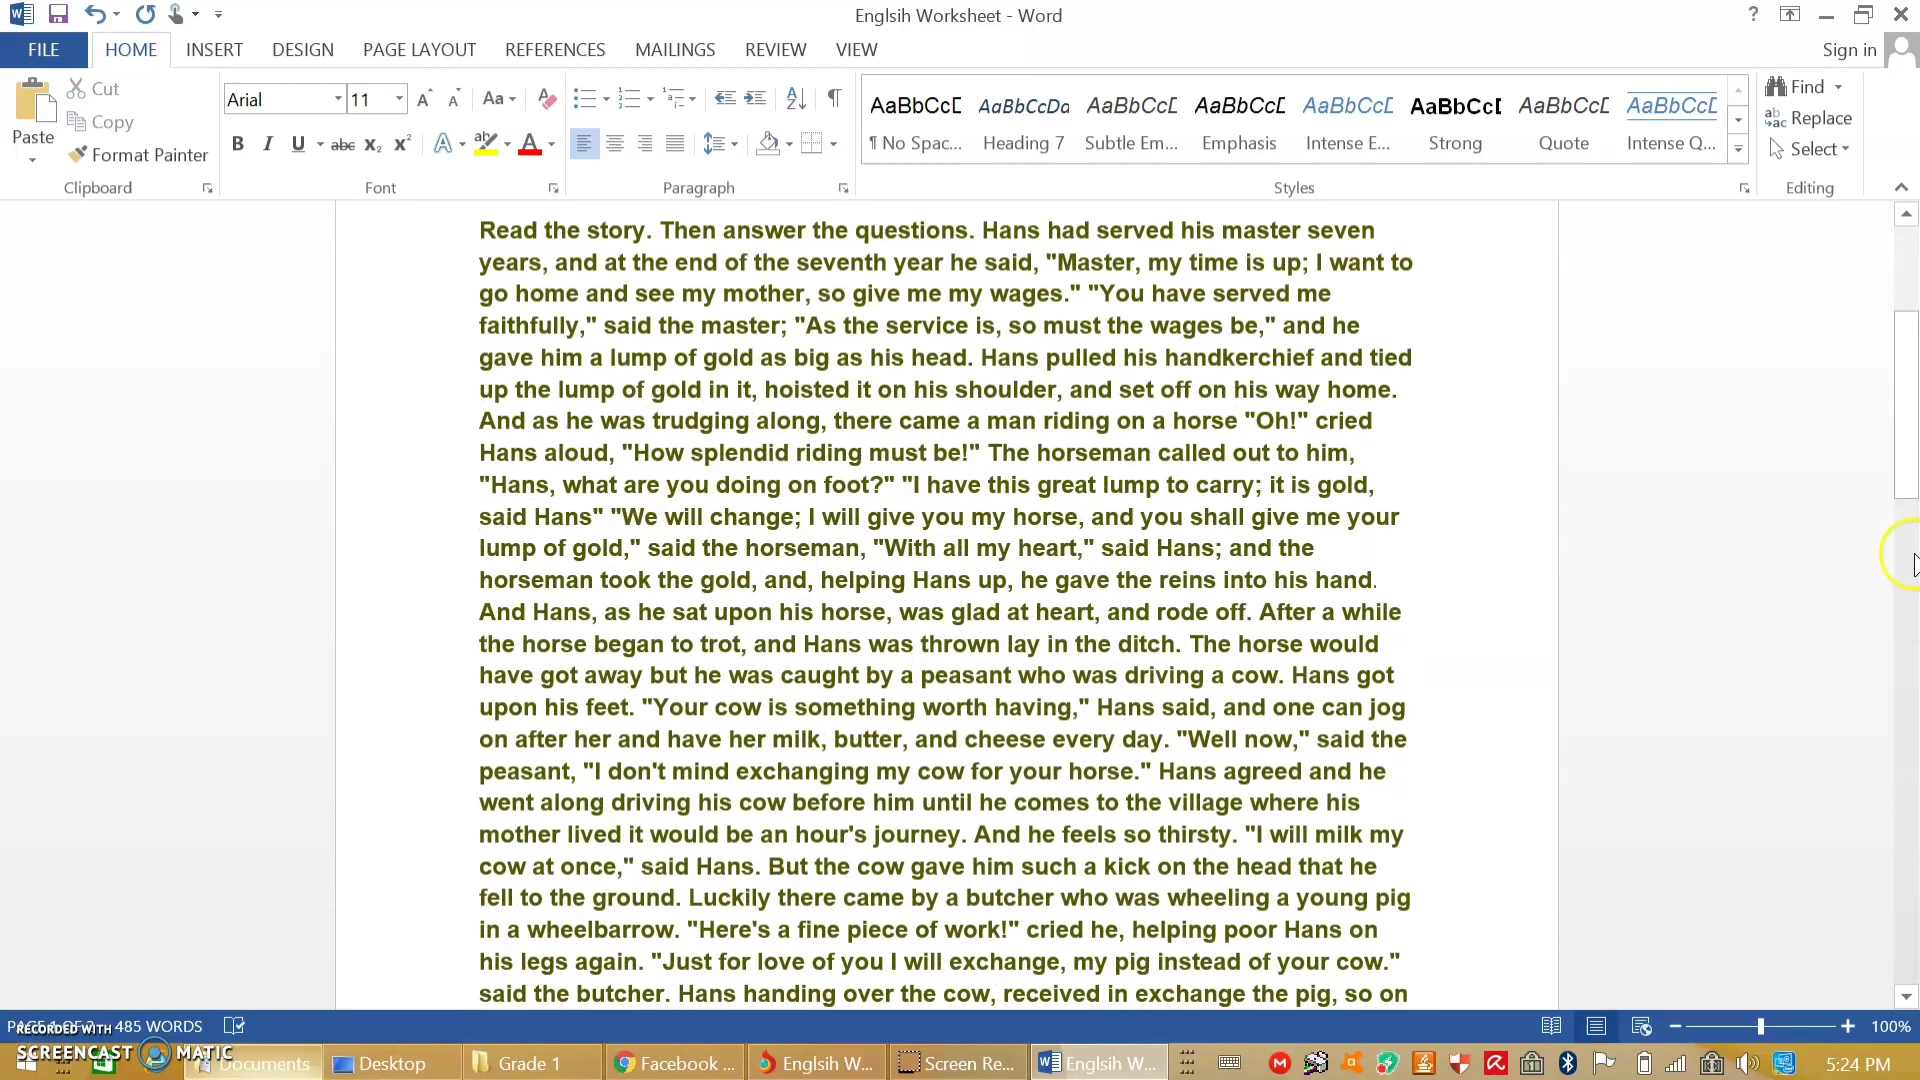 Englsih Worksheet - Word
?
FILE HOME INSERT DESIGN PAGE LAYOUT REFERENCES MAILINGS REVIEW VIEW Sign in
Paste
Cut
Copy
Format Painter
Clipboard
Arial 11
Aa
B I U abc X₂ X² A A
Font
Paragraph
AaBbCcD AaBbCcDd AaBbCcD AaBbCcD AaBbCcD AaBbCcD AaBbCcD AaBbCcD
¶ No Spac... Heading 7 Subtle Em... Emphasis Intense E... Strong Quote Intense Q...
Styles
Find
Replace
Select
Editing
Read the story. Then answer the questions. Hans had served his master seven
years, and at the end of the seventh year he said, "Master, my time is up; I want to
go home and see my mother, so give me my wages." "You have served me
faithfully," said the master; "As the service is, so must the wages be," and he
gave him a lump of gold as big as his head. Hans pulled his handkerchief and tied
up the lump of gold in it, hoisted it on his shoulder, and set off on his way home.
And as he was trudging along, there came a man riding on a horse "Oh!" cried
Hans aloud, "How splendid riding must be!" The horseman called out to him,
"Hans, what are you doing on foot?" "I have this great lump to carry; it is gold,
said Hans" "We will change; I will give you my horse, and you shall give me your
lump of gold," said the horseman, "With all my heart," said Hans; and the
horseman took the gold, and, helping Hans up, he gave the reins into his hand.
And Hans, as he sat upon his horse, was glad at heart, and rode off. After a while
the horse began to trot, and Hans was thrown lay in the ditch. The horse would
have got away but he was caught by a peasant who was driving a cow. Hans got
upon his feet. "Your cow is something worth having," Hans said, and one can jog
on after her and have her milk, butter, and cheese every day. "Well now," said the
peasant, "I don't mind exchanging my cow for your horse." Hans agreed and he
went along driving his cow before him until he comes to the village where his
mother lived it would be an hour's journey. And he feels so thirsty. "I will milk my
cow at once," said Hans. But the cow gave him such a kick on the head that he
fell to the ground. Luckily there came by a butcher who was wheeling a young pig
in a wheelbarrow. "Here's a fine piece of work!" cried he, helping poor Hans on
his legs again. "Just for love of you I will exchange, my pig instead of your cow."
said the butcher. Hans handing over the cow, received in exchange the pig, so on
PAGE 1 OF 2 485 WORDS 100%
RECORDED WITH
SCREENCAST MATIC
Documents Desktop Grade 1 Facebook ... Englsih W... Screen Re... Englsih W... 5:24 PM